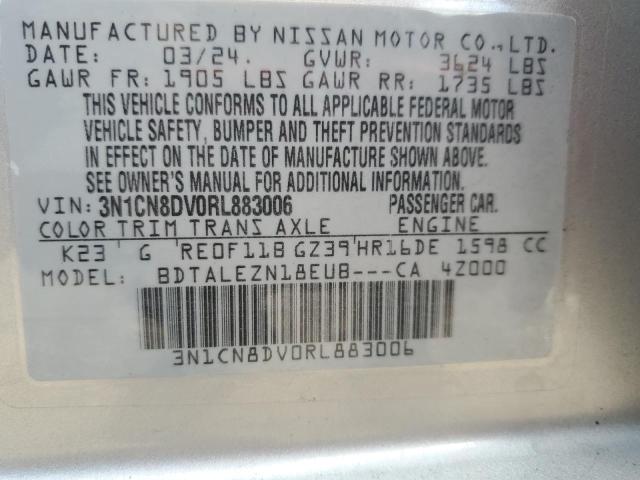 MANUFACTURED BY NISSAN MOTOR CO., LTD.
DATE: 03/24. GVWR: 3624 LBS
GAWR FR: 1905 LBS GAWR RR: 1735 LBS
THIS VEHICLE CONFORMS TO ALL APPLICABLE FEDERAL MOTOR
VEHICLE SAFETY, BUMPER AND THEFT PREVENTION STANDARDS
IN EFFECT ON THE DATE OF MANUFACTURE SHOWN ABOVE.
SEE OWNER'S MANUAL FOR ADDITIONAL INFORMATION.
VIN: 3N1CN8DV0RL883006 PASSENGER CAR.
COLOR TRIM TRANS AXLE ENGINE
K23 G RE0F11B GZ39 HR16DE 1598 CC
MODEL: BDTALEZN18EUB---CA 4Z000
3N1CN8DV0RL883006